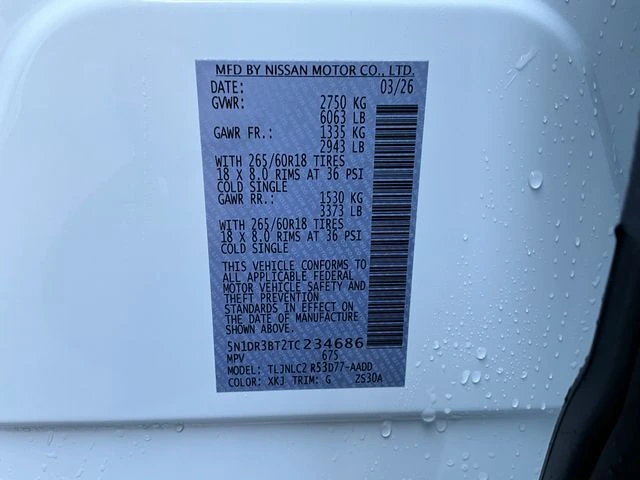 MFD BY NISSAN MOTOR CO., LTD.
DATE: 03/26
GVWR: 2750 KG
6063 LB
GAWR FR.: 1335 KG
2943 LB
WITH 265/60R18 TIRES
18 X 8.0 RIMS AT 36 PSI
COLD SINGLE
GAWR RR.: 1530 KG
3373 LB
WITH 265/60R18 TIRES
18 X 8.0 RIMS AT 36 PSI
COLD SINGLE
THIS VEHICLE CONFORMS TO
ALL APPLICABLE FEDERAL
MOTOR VEHICLE SAFETY AND
THEFT PREVENTION
STANDARDS IN EFFECT ON
THE DATE OF MANUFACTURE
SHOWN ABOVE.
5N1DR3BT2TC234686
MPV 675
MODEL: TLJNLC2 R53D77-AADD
COLOR: XKJ TRIM: G ZS30A